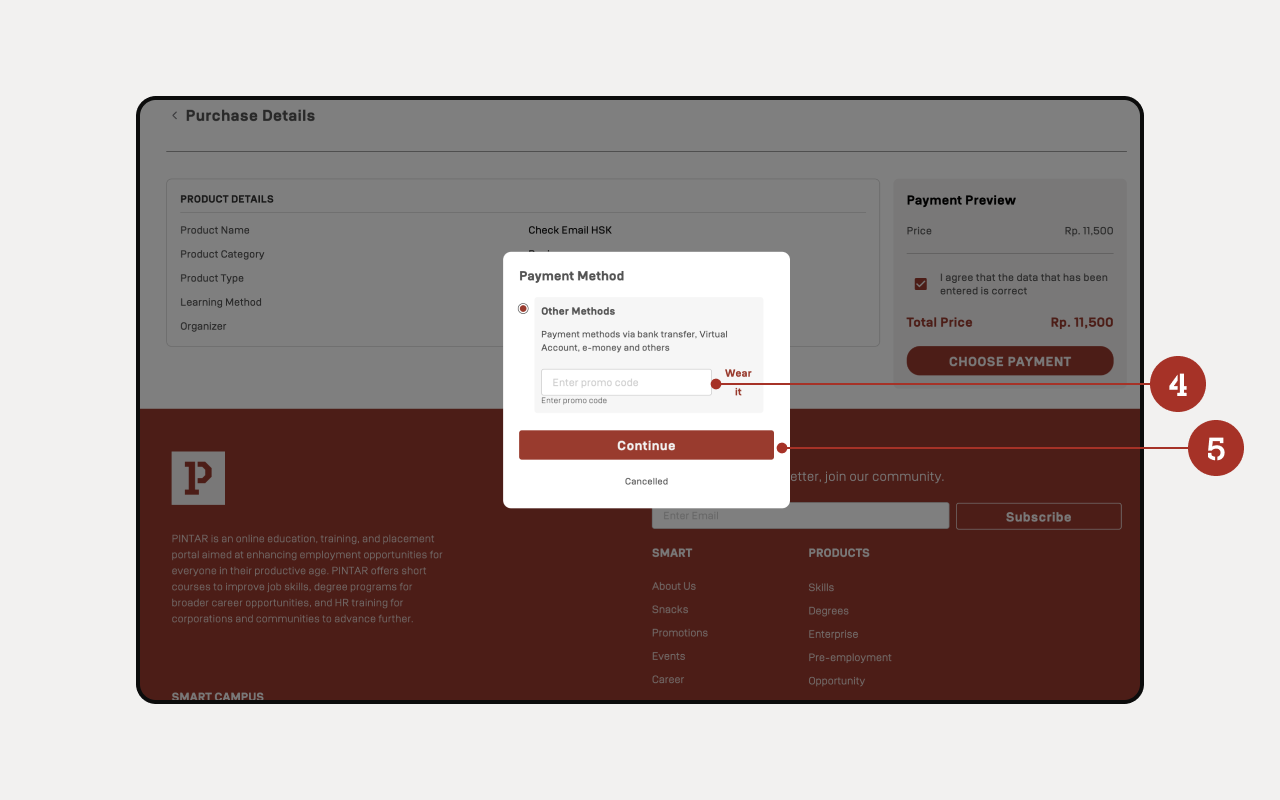 Purchase Details
PRODUCT DETAILS
Product Name
Check Email HSK
Product Category
Product Type
Learning Method
Organizer
Payment Preview
Price
Rp. 11,500
I agree that the data that has been
entered is correct
Total Price
Rp. 11,500
CHOOSE PAYMENT
Payment Method
Other Methods
Payment methods via bank transfer, Virtual
Account, e-money and others
Enter promo code
Wear
it
Enter promo code
Continue
Cancelled
4
5
P
PINTAR is an online education, training, and placement
portal aimed at enhancing employment opportunities for
everyone in their productive age. PINTAR offers short
courses to improve job skills, degree programs for
broader career opportunities, and HR training for
corporations and communities to advance further.
SMART CAMPUS
etter, join our community.
Enter Email
Subscribe
SMART
About Us
Snacks
Promotions
Events
Career
PRODUCTS
Skills
Degrees
Enterprise
Pre-employment
Opportunity